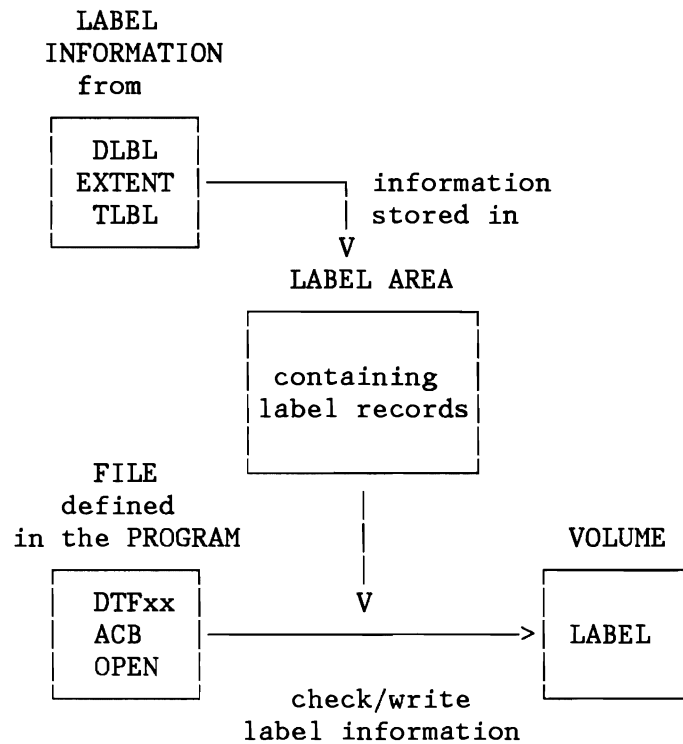 LABEL
INFORMATION
from
DLBL
EXTENT
TLBL
information
stored in
V
LABEL AREA
containing
label records
FILE
defined
in the PROGRAM
VOLUME
DTFxx
ACB
OPEN
V
>
LABEL
check/write
label information